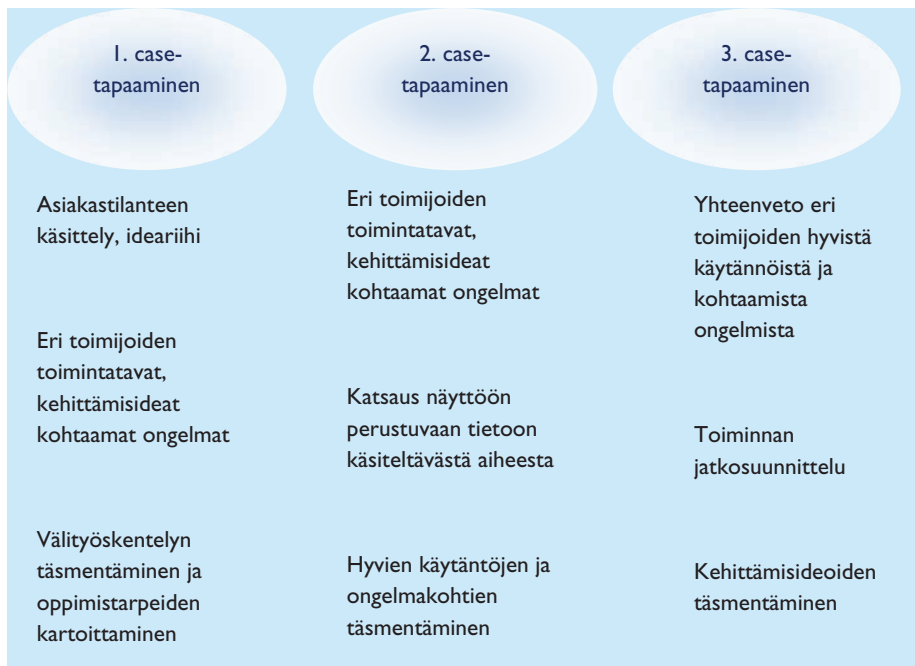 1. case-
tapaaminen
Asiakastilanteen
käsittely, ideariihi
Eri toimijoiden
toimintatavat,
kehittämisideat
kohtaamat ongelmat
Välityöskentelyn
täsmentäminen ja
oppimistarpeiden
kartoittaminen
2. case-
tapaaminen
Eri toimijoiden
toimintatavat,
kehittämisideat
kohtaamat ongelmat
Katsaus näyttöön
perustuvaan tietoon
käsiteltävästä aiheesta
Hyvien käytäntöjen ja
ongelmakohtien
täsmentäminen
3. case-
tapaaminen
Yhteenveto eri
toimijoiden hyvistä
käytännöistä ja
kohtaamista
ongelmista
Toiminnan
jatkosuunnittelu
Kehittämisideoiden
täsmentäminen